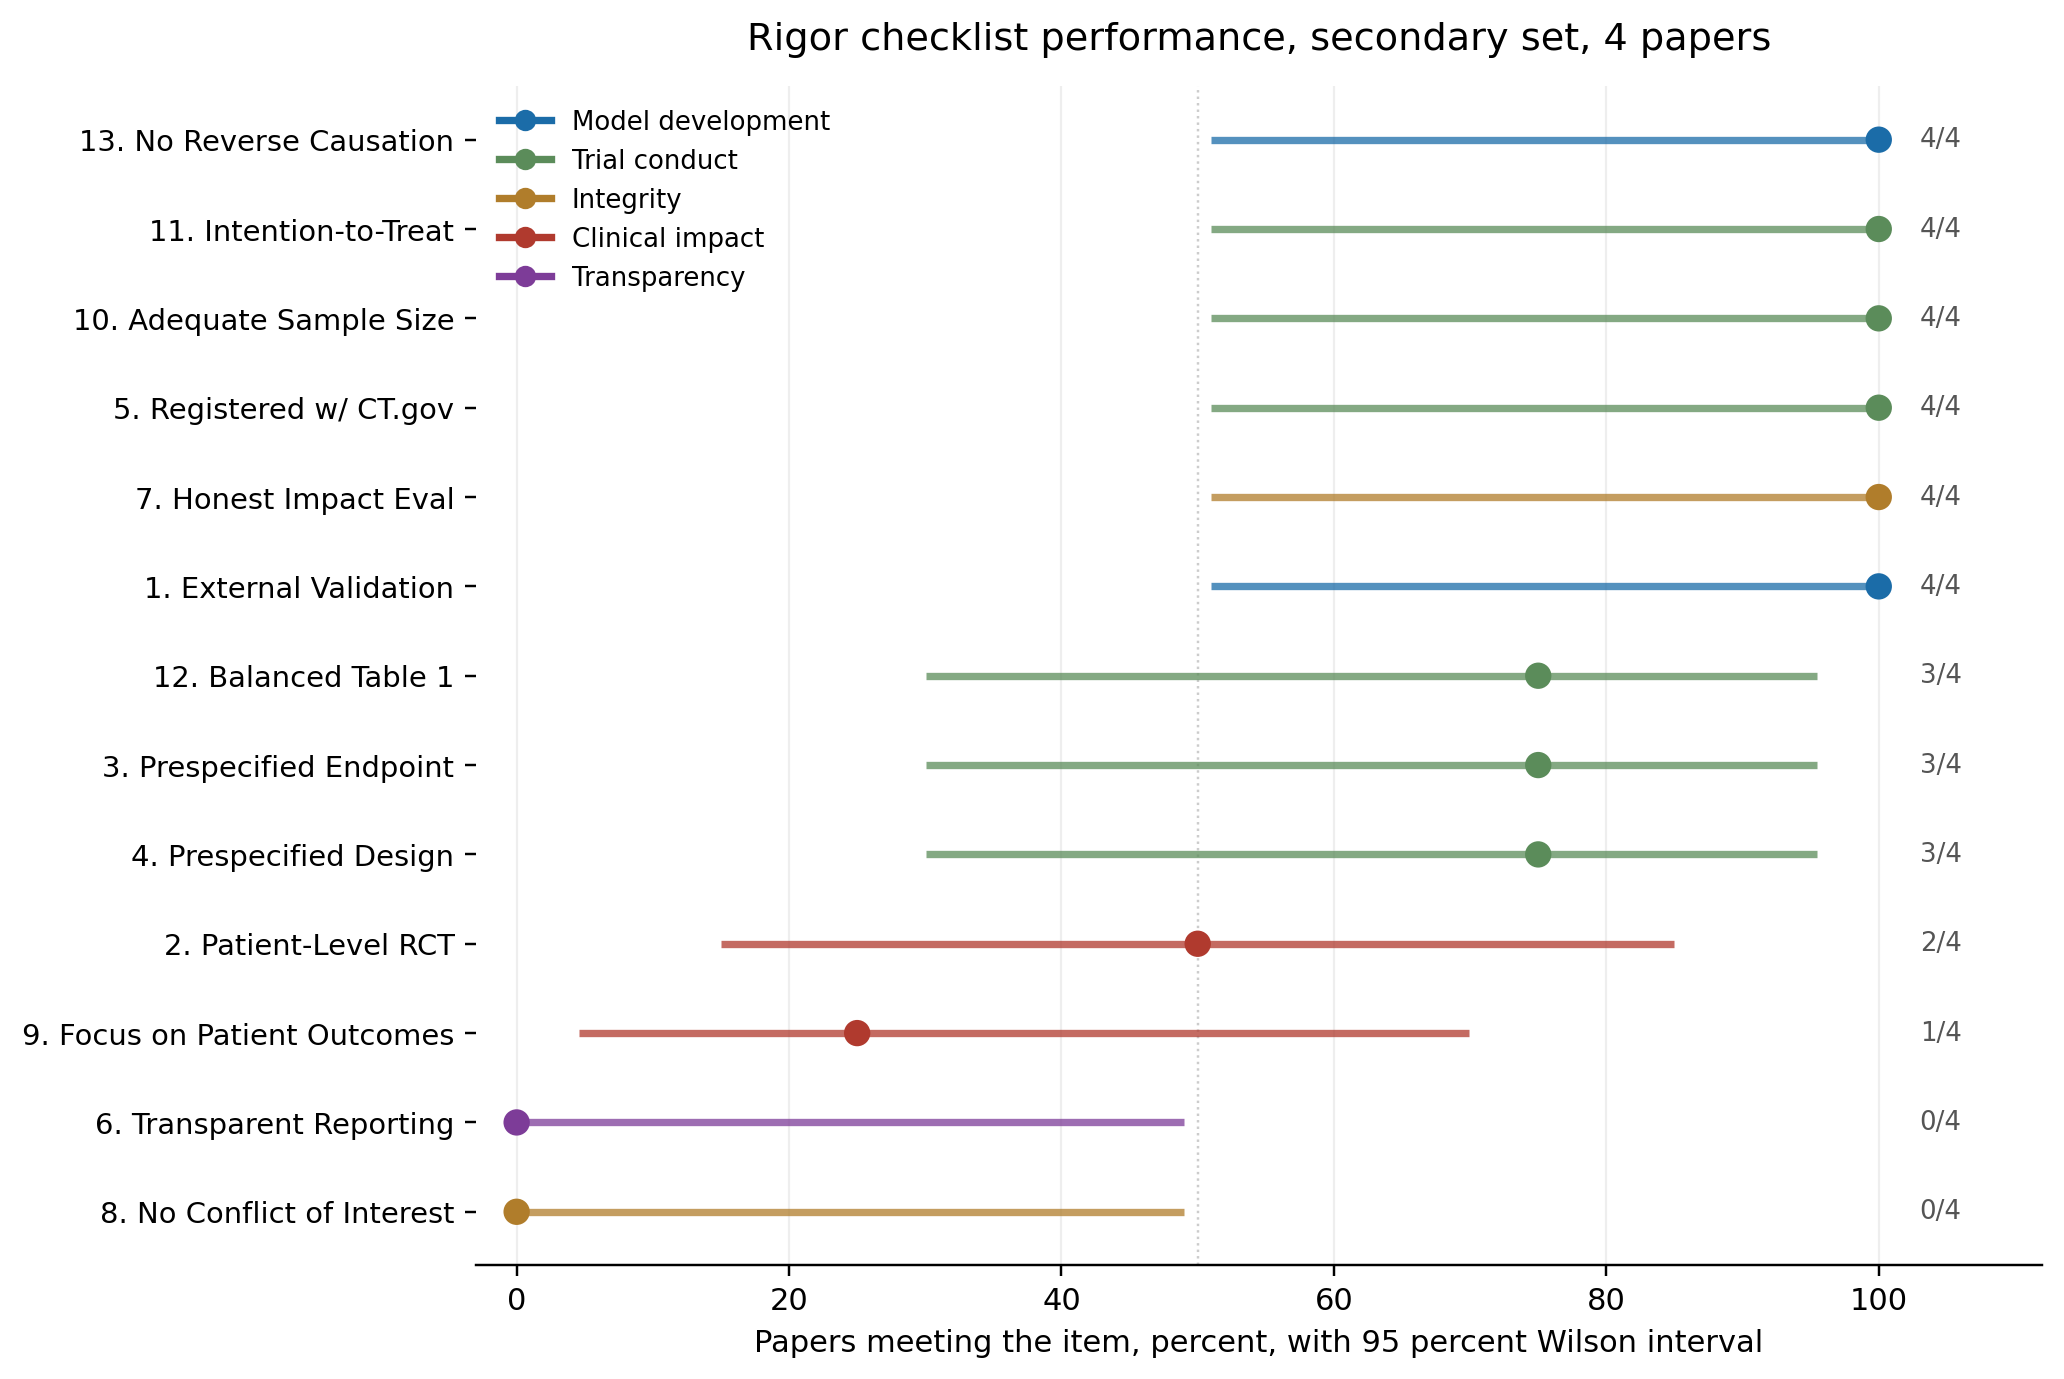 Rigor checklist performance, secondary set, 4 papers
Model development
Trial conduct
Integrity
Clinical impact
Transparency
13. No Reverse Causation 4/4
11. Intention-to-Treat 4/4
10. Adequate Sample Size 4/4
5. Registered w/ CT.gov 4/4
7. Honest Impact Eval 4/4
1. External Validation 4/4
12. Balanced Table 1 3/4
3. Prespecified Endpoint 3/4
4. Prespecified Design 3/4
2. Patient-Level RCT 2/4
9. Focus on Patient Outcomes 1/4
6. Transparent Reporting 0/4
8. No Conflict of Interest 0/4
0 20 40 60 80 100
Papers meeting the item, percent, with 95 percent Wilson interval